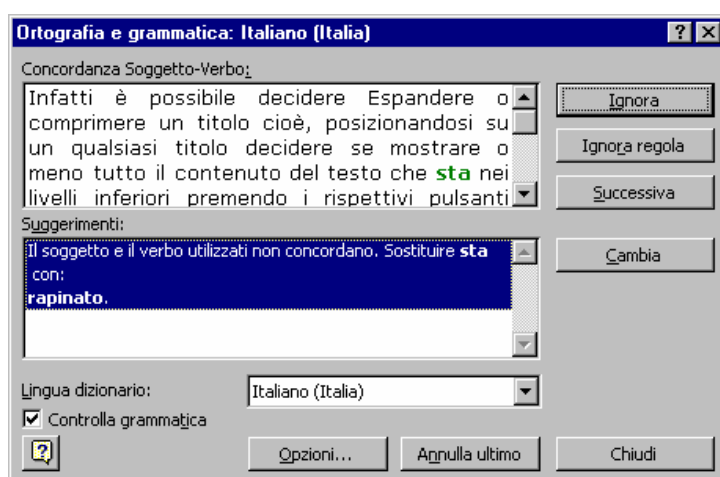 Ortografia e grammatica: Italiano (Italia)
Concordanza Soggetto-Verbo:
Infatti è possibile decidere Espandere o
comprimere un titolo cioè, posizionandosi su
un qualsiasi titolo decidere se mostrare o
meno tutto il contenuto del testo che sta nei
livelli inferiori premendo i rispettivi pulsanti
Ignora
Ignora regola
Successiva
Suggerimenti:
Il soggetto e il verbo utilizzati non concordano. Sostituire sta
con:
rapinato.
Cambia
Lingua dizionario:
Italiano (Italia)
Controlla grammatica
Opzioni...
Annulla ultimo
Chiudi